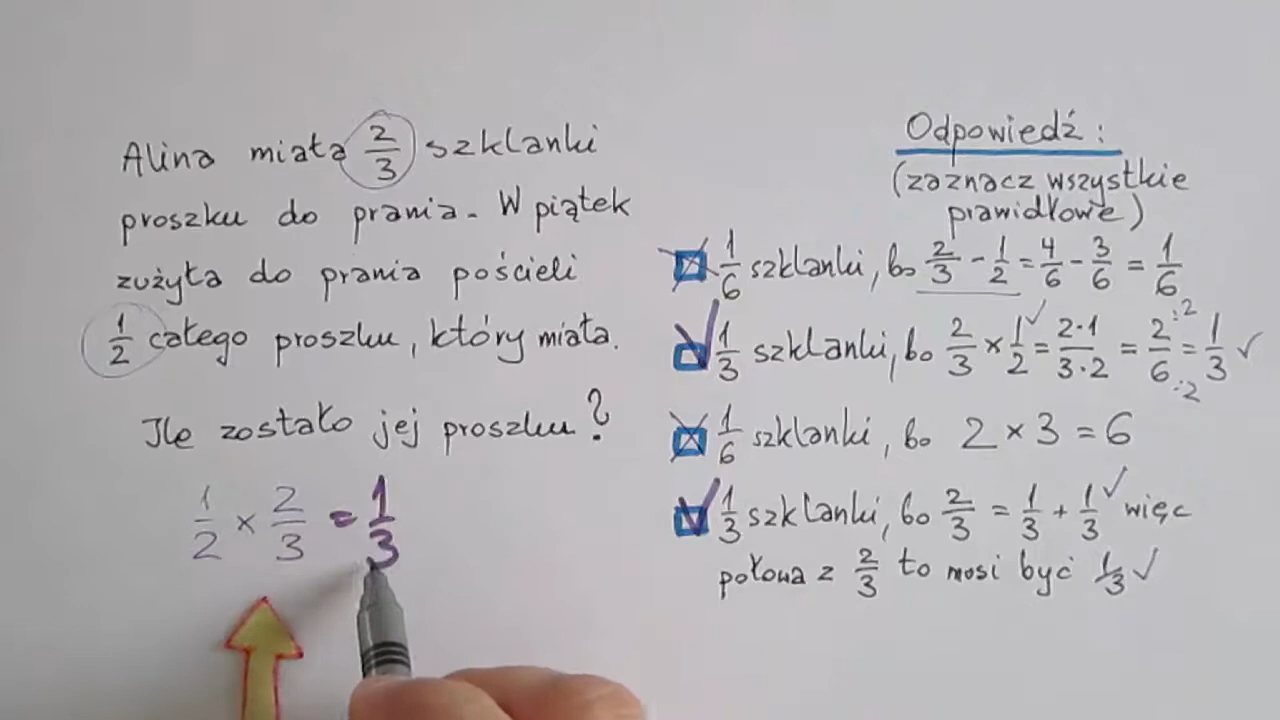 Alina miała 2/3 szklanki
proszku do prania. W piątek
zużyła do prania pościeli
1/2 całego proszku, który miała.
Ile zostało jej proszku?
1/2 × 2/3 = 1/3
Odpowiedź:
(zaznacz wszystkie
prawidłowe)
1/6 szklanki, bo 2/3 - 1/2 = 4/6 - 3/6 = 1/6
1/3 szklanki, bo 2/3 × 1/2 = 2·1/3·2 = 2/6 = 1/3
:2
:2
1/6 szklanki, bo 2 × 3 = 6
1/3 szklanki, bo 2/3 = 1/3 + 1/3 więc
połowa z 2/3 to mosi być 1/3